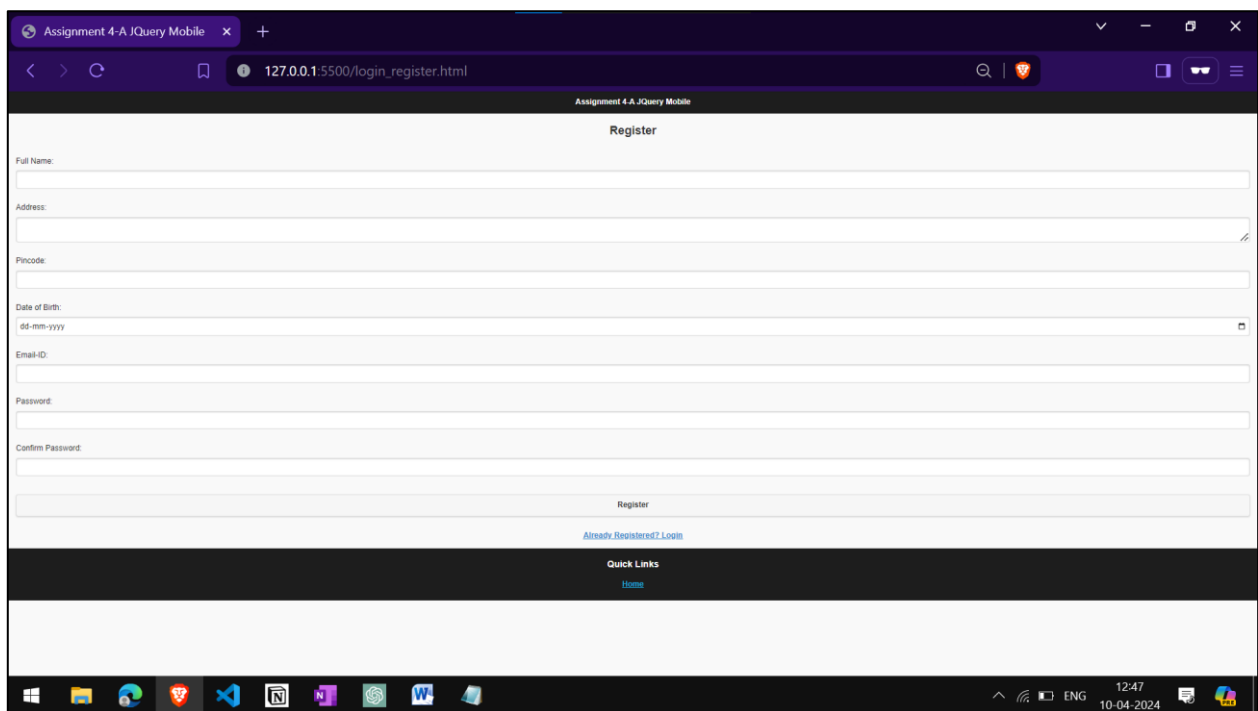 Assignment 4-A JQuery Mobile
127.0.0.1:5500/login_register.html
Assignment 4-A JQuery Mobile
Register
Full Name:
Address:
Pincode:
Date of Birth:
dd-mm-yyyy
Email-ID:
Password:
Confirm Password:
Register
Already Registered? Login
Quick Links
Home
ENG
12:47
10-04-2024